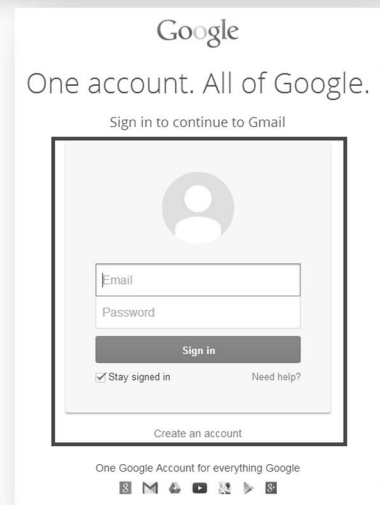 Google
One account. All of Google.
Sign in to continue to Gmail
Email
Password
Sign in
Stay signed in Need help?
Create an account
One Google Account for everything Google